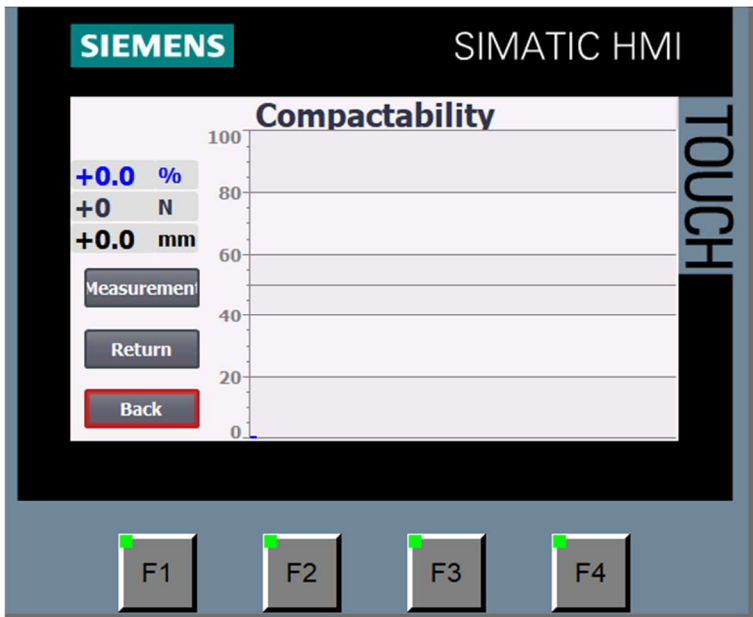 SIEMENS
SIMATIC HMI
TOUCH
Compactability
100
80
60
40
20
0
+0.0 %
+0 N
+0.0 mm
Measurement
Return
Back
F1
F2
F3
F4